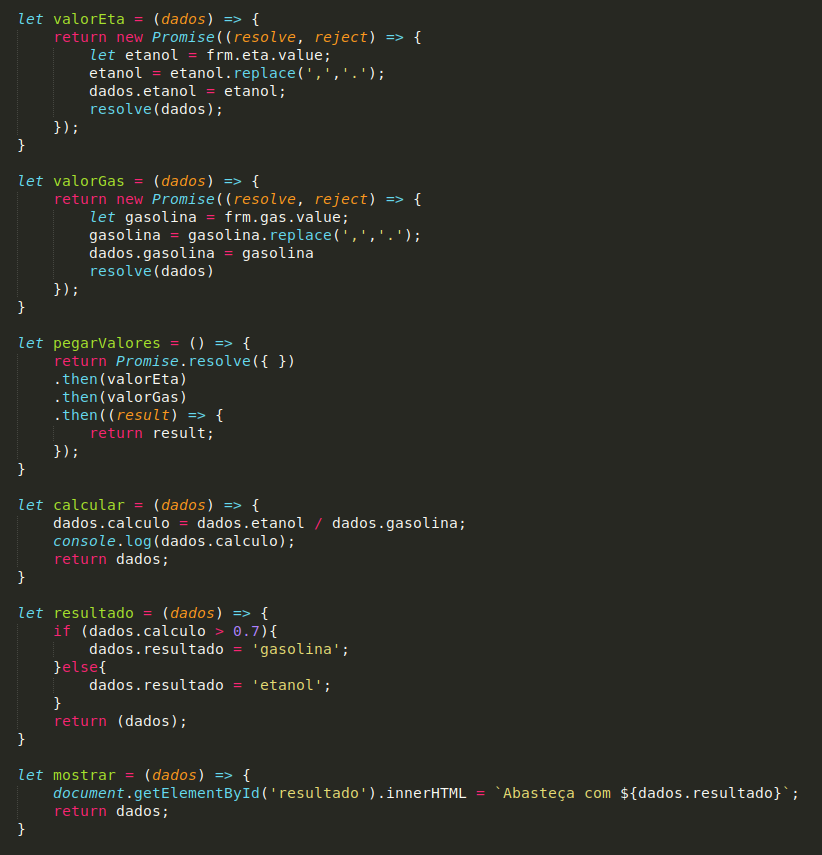 let valorEta = (dados) => {
    return new Promise((resolve, reject) => {
        let etanol = frm.eta.value;
        etanol = etanol.replace(',','.');
        dados.etanol = etanol;
        resolve(dados);
    });
}

let valorGas = (dados) => {
    return new Promise((resolve, reject) => {
        let gasolina = frm.gas.value;
        gasolina = gasolina.replace(',','.');
        dados.gasolina = gasolina
        resolve(dados)
    });
}

let pegarValores = () => {
    return Promise.resolve({ })
    .then(valorEta)
    .then(valorGas)
    .then((result) => {
        return result;
    });
}

let calcular = (dados) => {
    dados.calculo = dados.etanol / dados.gasolina;
    console.log(dados.calculo);
    return dados;
}

let resultado = (dados) => {
    if (dados.calculo > 0.7){
        dados.resultado = 'gasolina';
    }else{
        dados.resultado = 'etanol';
    }
    return (dados);
}

let mostrar = (dados) => {
    document.getElementById('resultado').innerHTML = `Abasteça com ${dados.resultado}`;
    return dados;
}